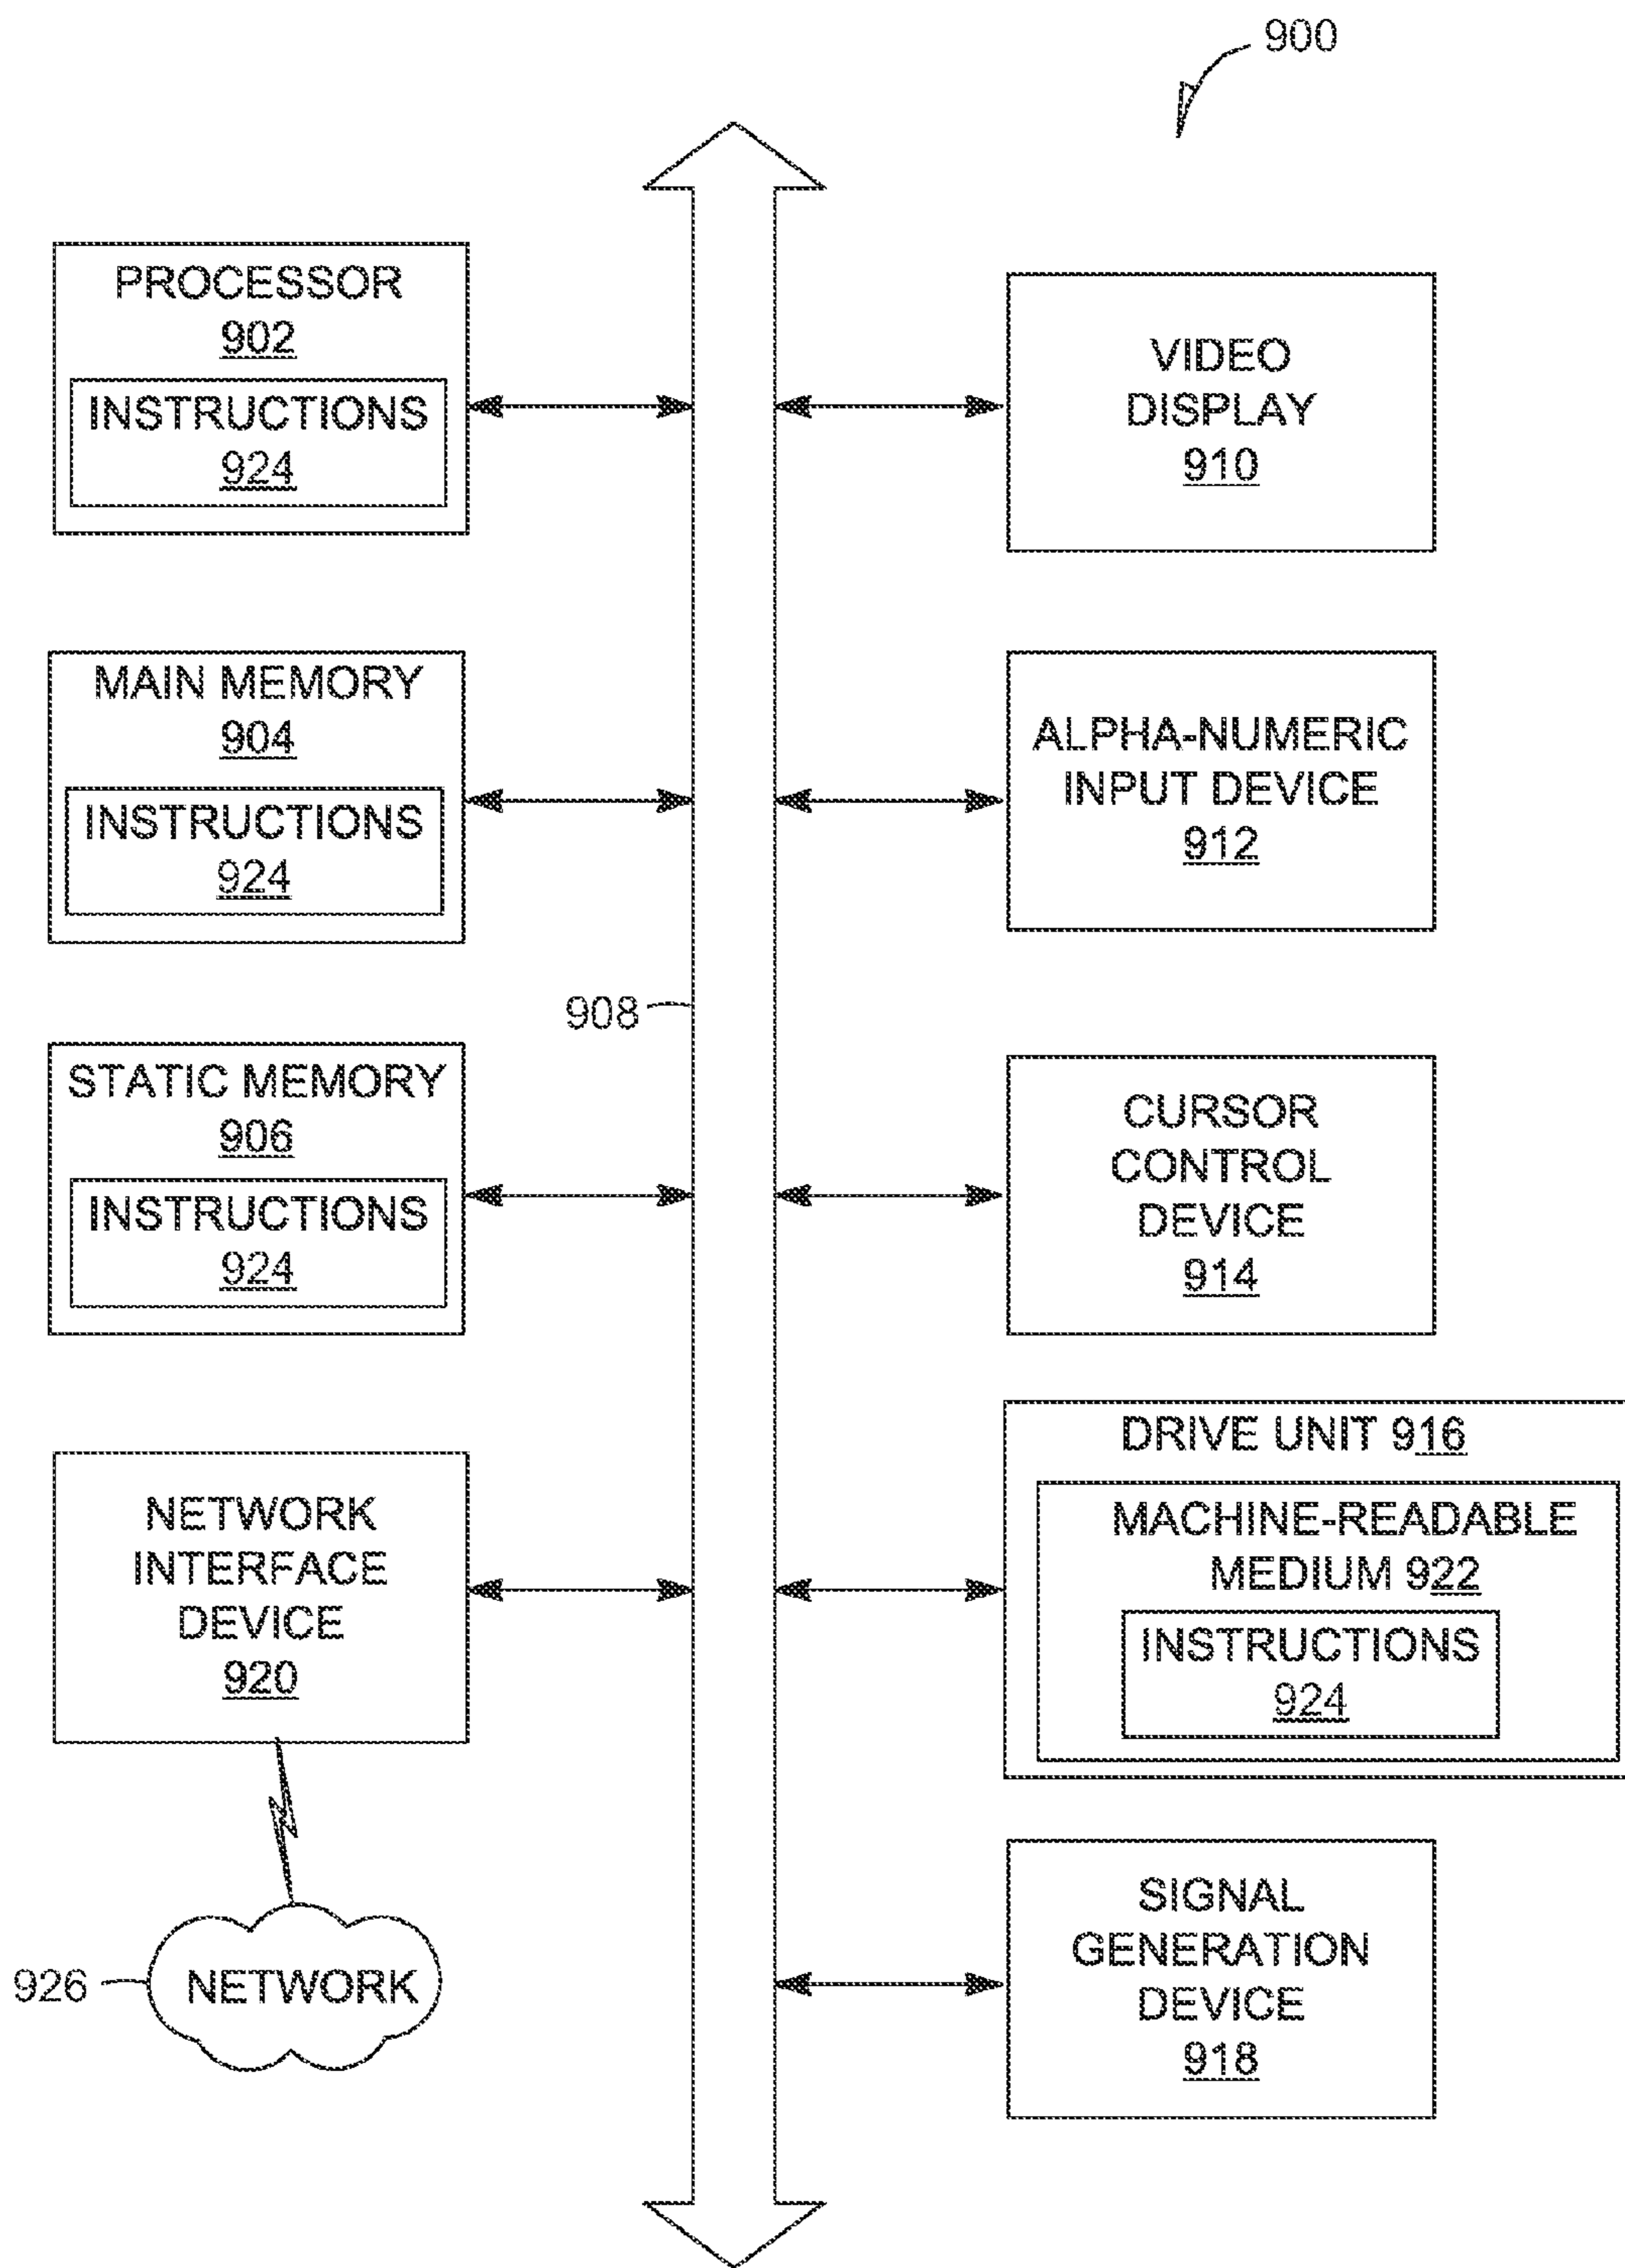 900
PROCESSOR
902
INSTRUCTIONS
924
VIDEO
DISPLAY
910
MAIN MEMORY
904
INSTRUCTIONS
924
ALPHA-NUMERIC
INPUT DEVICE
912
908
STATIC MEMORY
906
INSTRUCTIONS
924
CURSOR
CONTROL
DEVICE
914
NETWORK
INTERFACE
DEVICE
920
DRIVE UNIT 916
MACHINE-READABLE
MEDIUM 922
INSTRUCTIONS
924
926
NETWORK
SIGNAL
GENERATION
DEVICE
918